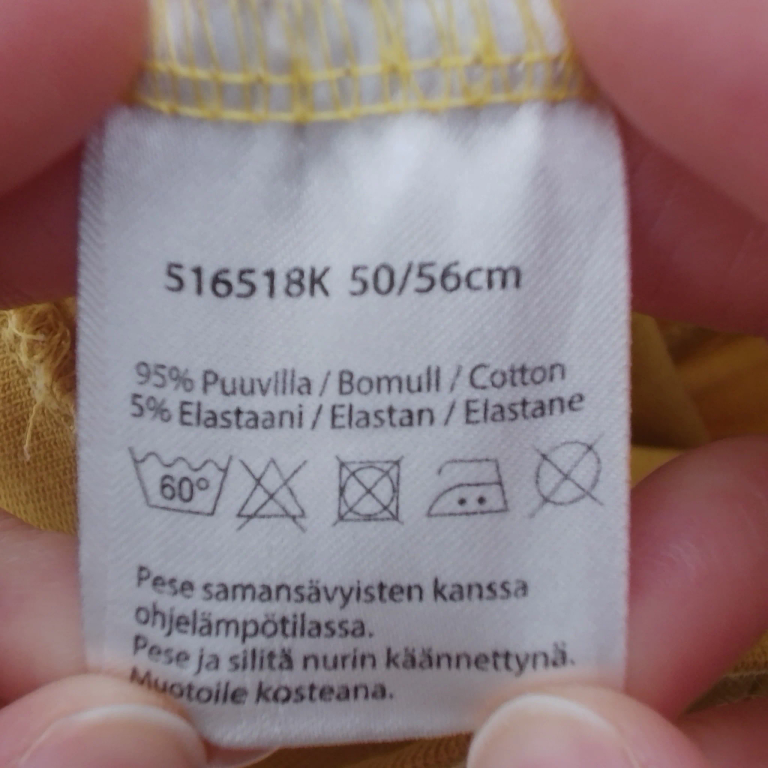 516518K 50/56cm
95% Puuvilla / Bomull / Cotton
5% Elastaani / Elastan / Elastane
60°
Pese samansävyisten kanssa
ohjelämpötilassa.
Pese ja silitä nurin käännettynä.
Muotoile kosteana.